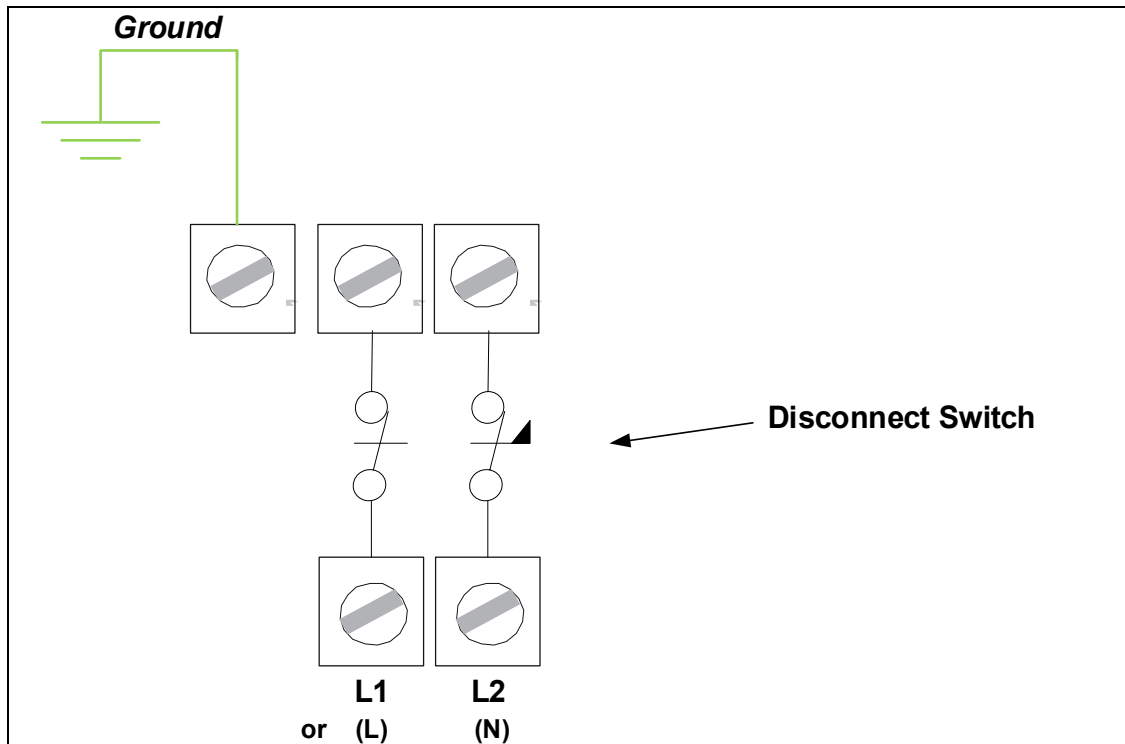 Ground
Disconnect Switch
L1 L2
or (L) (N)